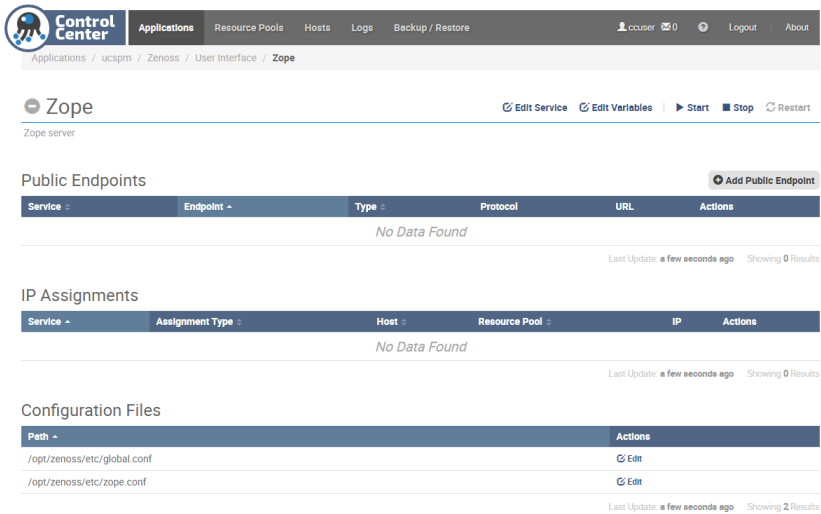 Control Center Applications Resource Pools Hosts Logs Backup / Restore ccuser 0 Logout About
Applications / ucspm / Zenoss / User Interface / Zope
Zope Edit Service Edit Variables Start Stop Restart
Zope server
Public Endpoints Add Public Endpoint
Service Endpoint Type Protocol URL Actions
No Data Found
Last Update: a few seconds ago Showing 0 Results
IP Assignments
Service Assignment Type Host Resource Pool IP Actions
No Data Found
Last Update: a few seconds ago Showing 0 Results
Configuration Files
Path Actions
/opt/zenoss/etc/global.conf Edit
/opt/zenoss/etc/zope.conf Edit
Last Update: a few seconds ago Showing 2 Results